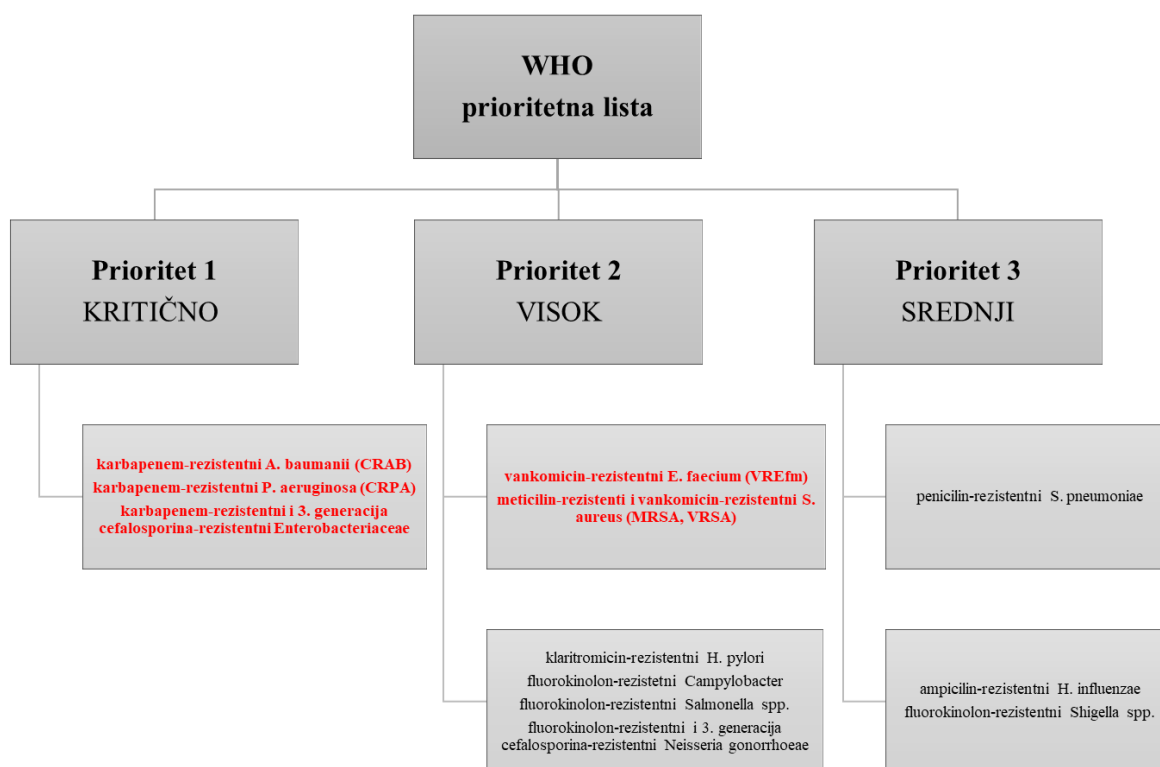 WHO
prioritetna lista
Prioritet 1
KRITIČNO
Prioritet 2
VISOK
Prioritet 3
SREDNJI
karbapenem-rezistentni A. baumanii (CRAB)
karbapenem-rezistentni P. aeruginosa (CRPA)
karbapenem-rezistentni i 3. generacija
cefalosporina-rezistentni Enterobacteriaceae
vankomicin-rezistentni E. faecium (VREfm)
meticilin-rezistenti i vankomicin-rezistentni S.
aureus (MRSA, VRSA)
penicilin-rezistentni S. pneumoniae
klaritromicin-rezistentni H. pylori
fluorokinolon-rezistetni Campylobacter
fluorokinolon-rezistentni Salmonella spp.
fluorokinolon-rezistentni i 3. generacija
cefalosporina-rezistentni Neisseria gonorrhoeae
ampicilin-rezistentni H. influenzae
fluorokinolon-rezistentni Shigella spp.